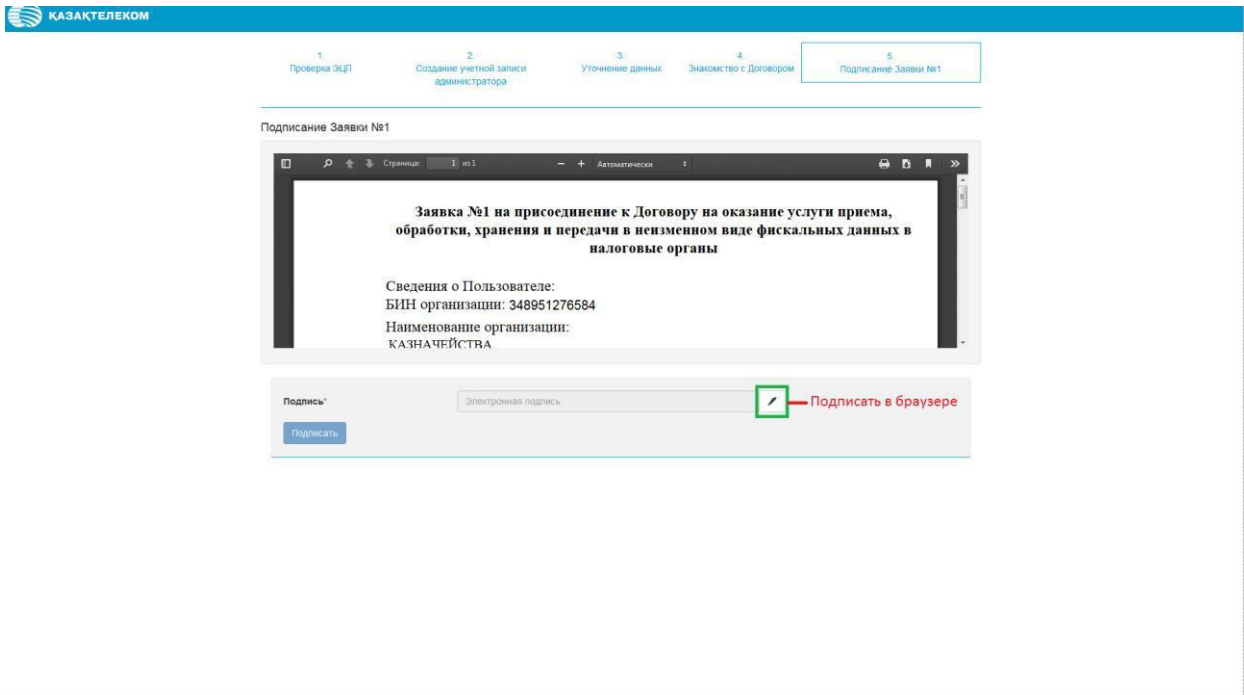 ҚАЗАҚТЕЛЕКОМ
1.
Проверка ЭЦП
2.
Создание учетной записи
администратора
3.
Уточнение данных
4.
Знакомство с Договором
5.
Подписание Заявки №1
Подписание Заявки №1
Страница: 1 из 1 Автоматически
Заявка №1 на присоединение к Договору на оказание услуги приема,
обработки, хранения и передачи в неизменном виде фискальных данных в
налоговые органы
Сведения о Пользователе:
БИН организации: 348951276584
Наименование организации:
КАЗНАЧЕЙСТВА
Подпись* Электронная подпись Подписать в браузере
Подписать